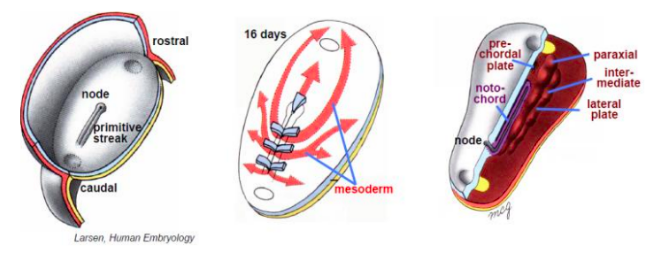 rostral
node
primitive
streak
caudal
Larsen, Human Embryology
16 days
mesoderm
pre-
chordal
plate
noto-
chord
node
paraxial
inter-
mediate
lateral
plate
mcg